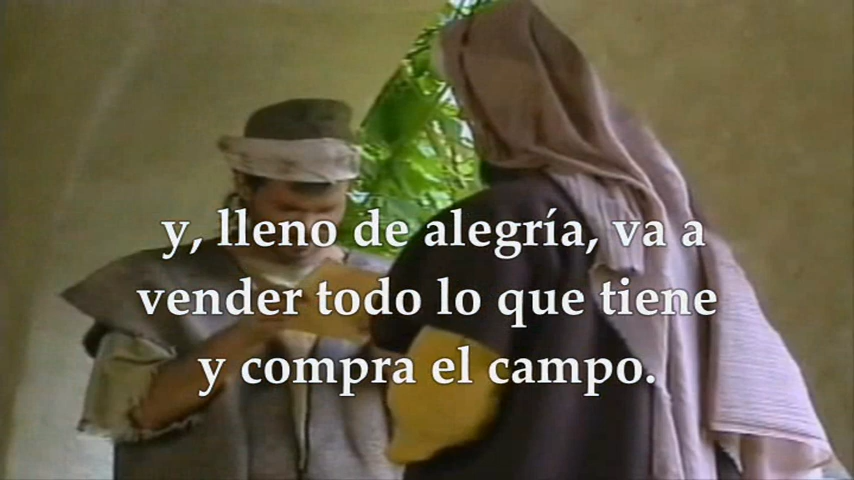 y, lleno de alegría, va a
vender todo lo que tiene
y compra el campo.